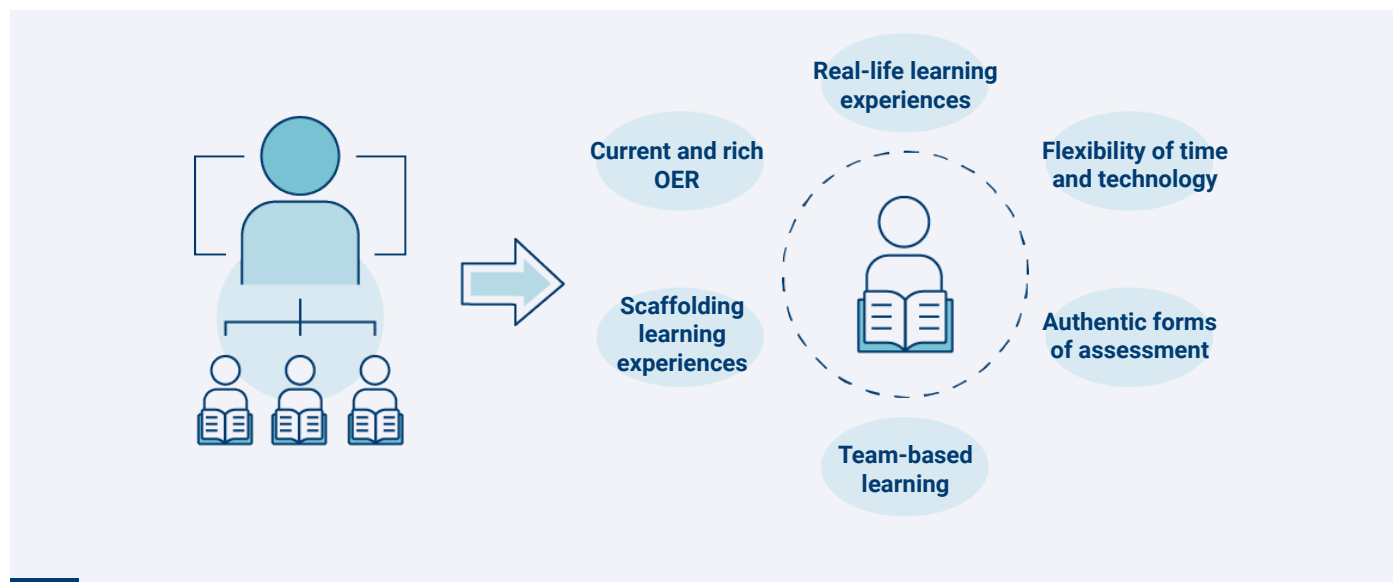 Real-life learning
experiences
Current and rich
OER
Flexibility of time
and technology
Scaffolding
learning
experiences
Authentic forms
of assessment
Team-based
learning